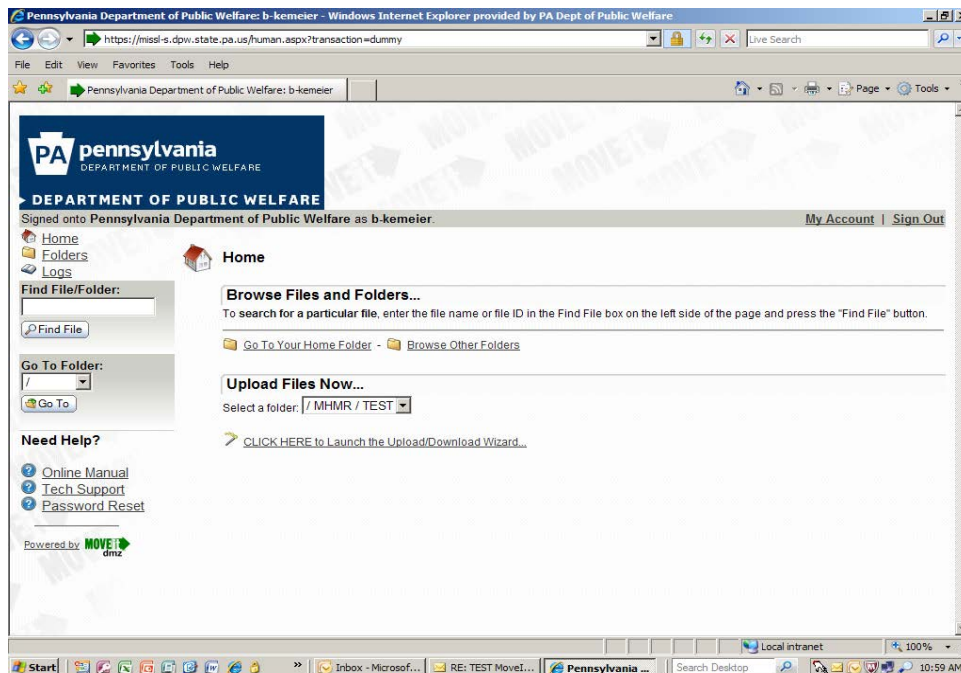 Pennsylvania Department of Public Welfare: b-kemeier - Windows Internet Explorer provided by PA Dept of Public Welfare
https://missl-s.dpw.state.pa.us/human.aspx?transaction=dummy
Live Search
File Edit View Favorites Tools Help
Pennsylvania Department of Public Welfare: b-kemeier
Page
Tools
PA pennsylvania
DEPARTMENT OF PUBLIC WELFARE
DEPARTMENT OF PUBLIC WELFARE
Signed onto Pennsylvania Department of Public Welfare as b-kemeier.
My Account | Sign Out
Home
Folders
Logs
Find File/Folder:
Find File
Go To Folder:
/
Go To
Need Help?
Online Manual
Tech Support
Password Reset
Powered by MOVEIT dmz
Home
Browse Files and Folders...
To search for a particular file, enter the file name or file ID in the Find File box on the left side of the page and press the "Find File" button.
Go To Your Home Folder - Browse Other Folders
Upload Files Now...
Select a folder: / MHMR / TEST
CLICK HERE to Launch the Upload/Download Wizard...
Local intranet
100%
Start
Inbox - Microsof...
RE: TEST MoveI...
Pennsylvania ...
Search Desktop
10:59 AM